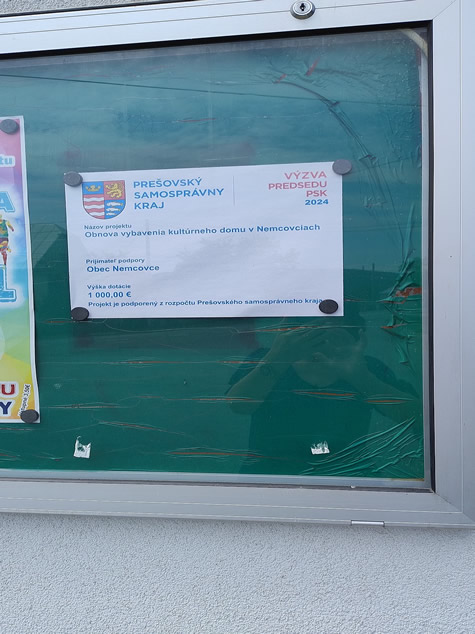 PREŠOVSKÝ
SAMOSPRÁVNY
KRAJ
VÝZVA
PREDSEDU
PSK
2024
Názov projektu
Obnova vybavenia kultúrneho domu v Nemcovciach
Prijímateľ podpory
Obec Nemcovce
Výška dotácie
1 000,00 €
Projekt je podporený z rozpočtu Prešovského samosprávneho kraja